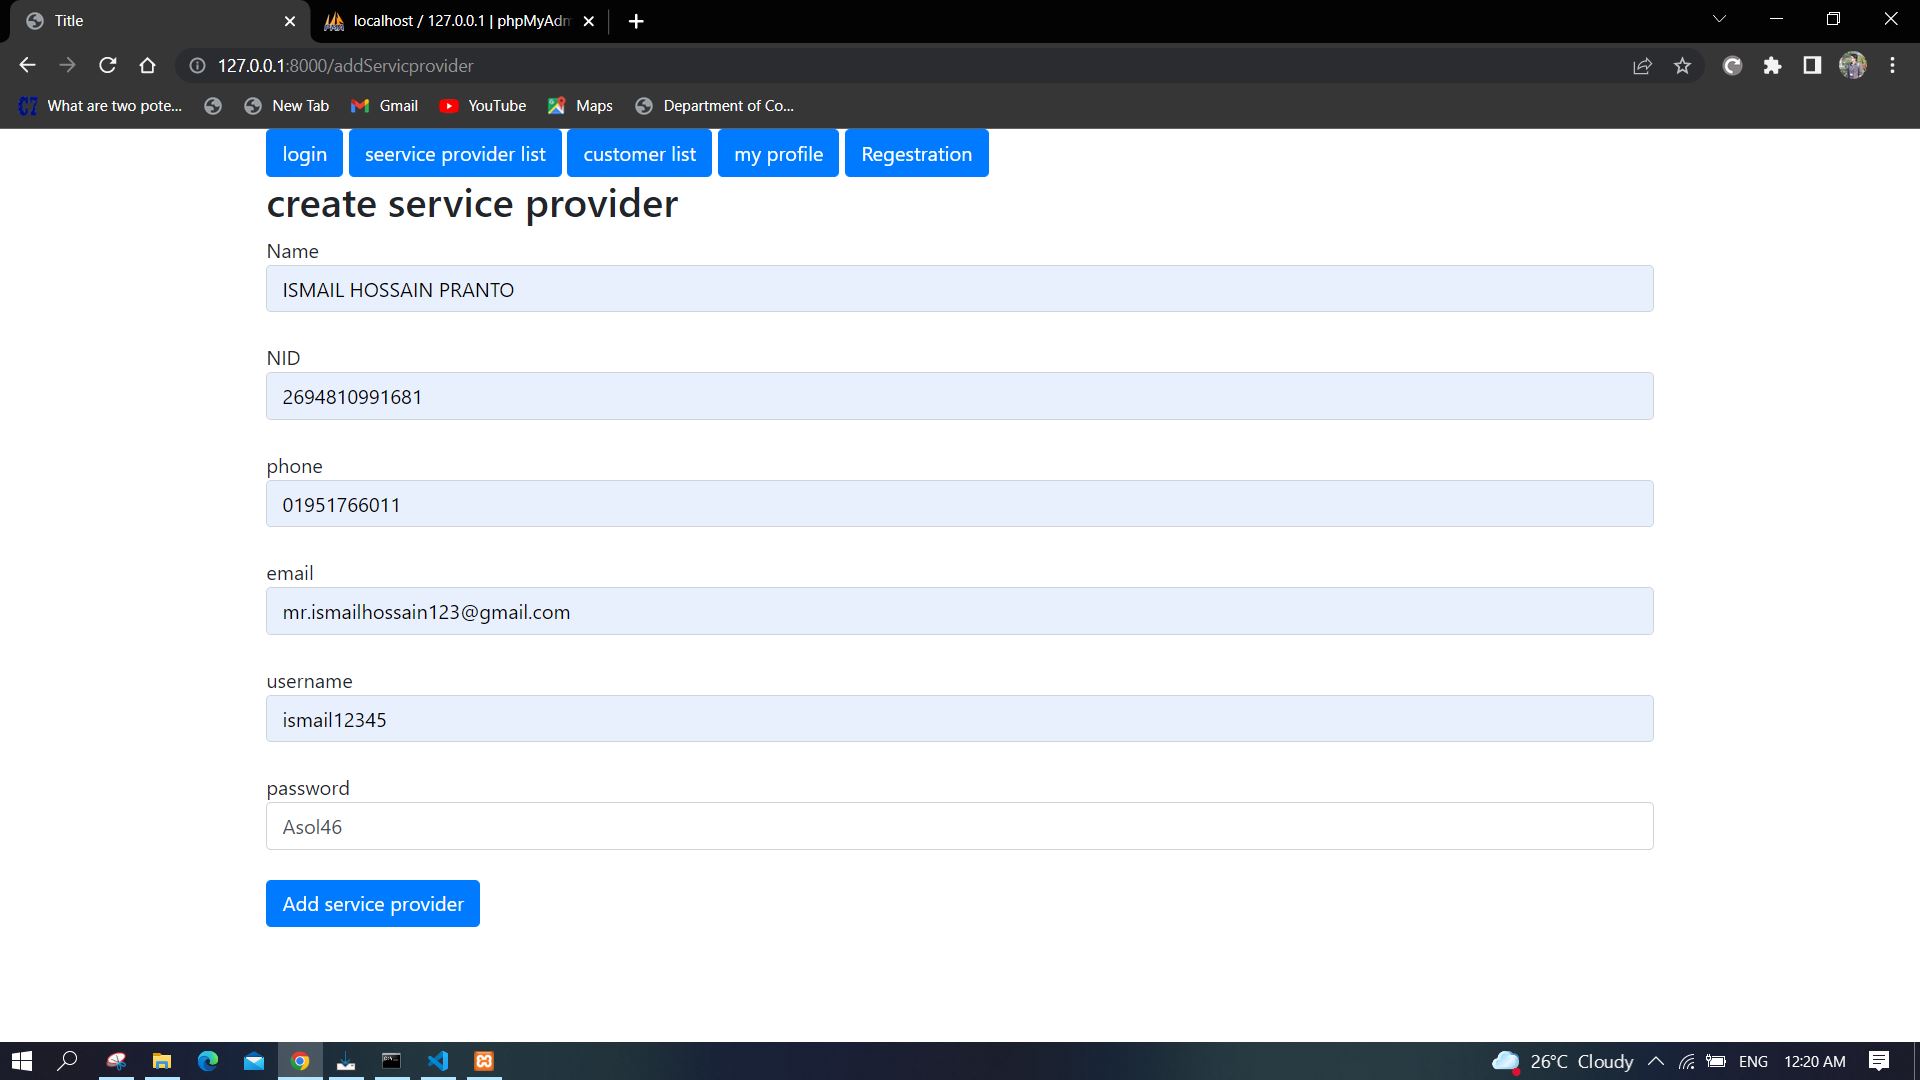 Title
localhost / 127.0.0.1 | phpMyAdm
127.0.0.1:8000/addServicprovider
What are two pote...
New Tab
Gmail
YouTube
Maps
Department of Co...
login
seervice provider list
customer list
my profile
Regestration
create service provider
Name
ISMAIL HOSSAIN PRANTO
NID
2694810991681
phone
01951766011
email
mr.ismailhossain123@gmail.com
username
ismail12345
password
Asol46
Add service provider
26°C Cloudy
ENG
12:20 AM